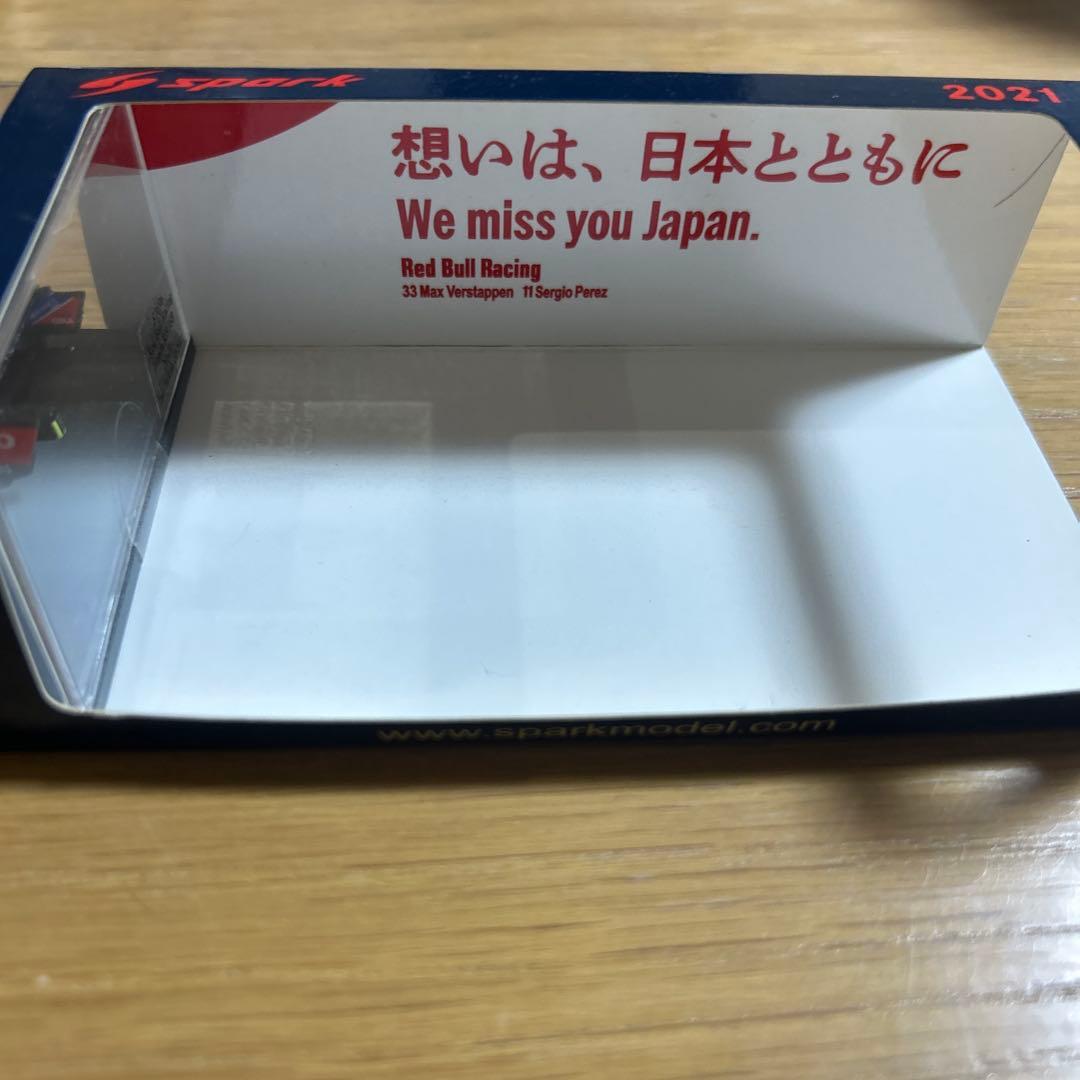 spark
2021
想いは、日本とともに
We miss you Japan.
Red Bull Racing
33 Max Verstappen 11 Sergio Perez
www.sparkmodel.com